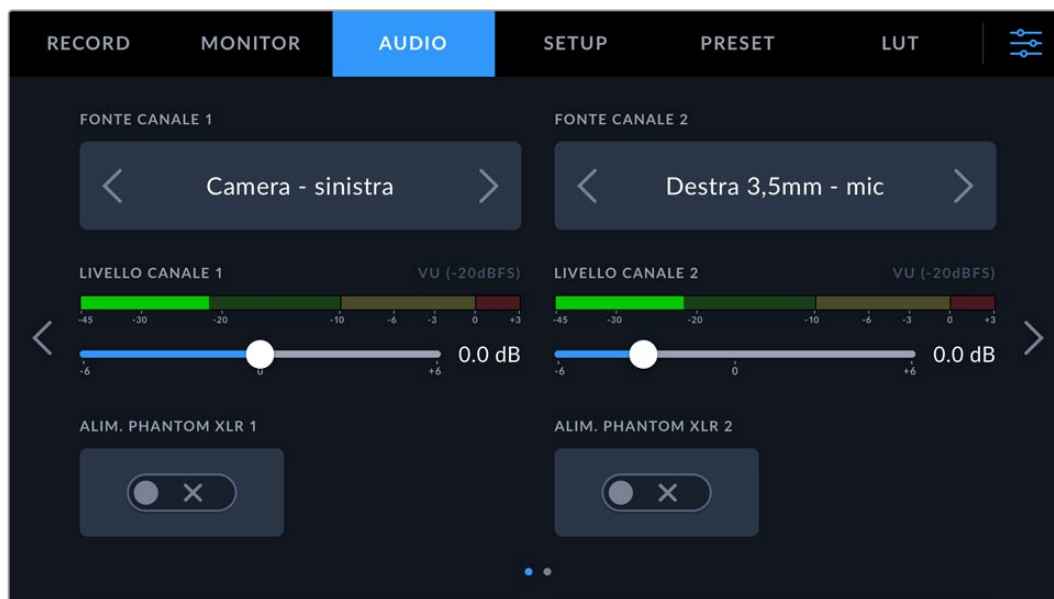 RECORD MONITOR AUDIO SETUP PRESET LUT
FONTE CANALE 1 FONTE CANALE 2
Camera - sinistra Destra 3,5mm - mic
LIVELLO CANALE 1 VU (-20dBFS) LIVELLO CANALE 2 VU (-20dBFS)
-45 -30 -20 -10 -6 -3 0 +3 -45 -30 -20 -10 -6 -3 0 +3
0.0 dB 0.0 dB
-6 0 +6 -6 0 +6
ALIM. PHANTOM XLR 1 ALIM. PHANTOM XLR 2